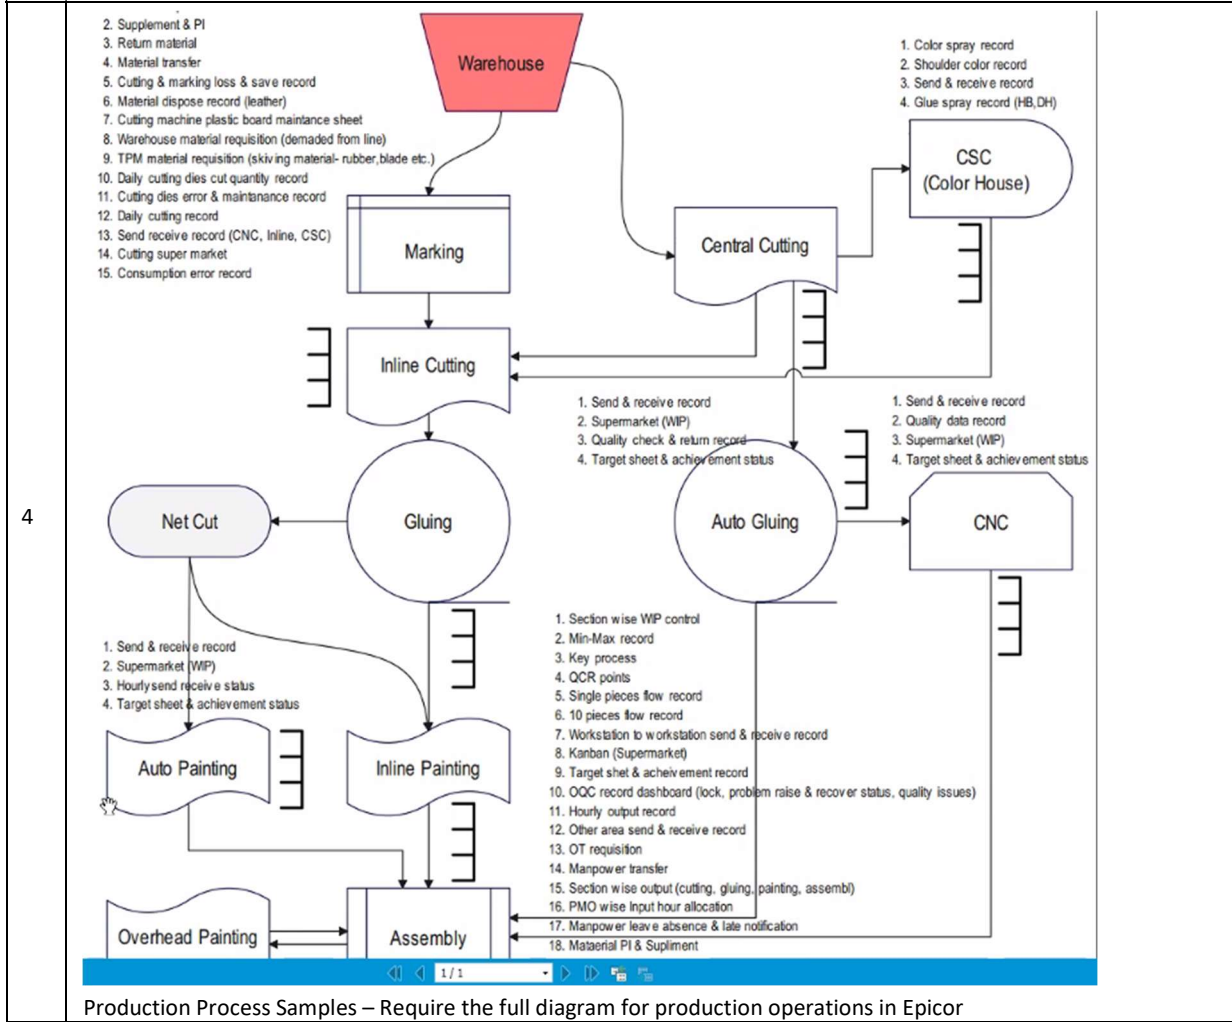 4
2. Supplement & PI
3. Return material
4. Material transfer
5. Cutting & marking loss & save record
6. Material dispose record (leather)
7. Cutting machine plastic board maintance sheet
8. Warehouse material requisition (demaded from line)
9. TPM material requisition (skiving material- rubber,blade etc.)
10. Daily cutting dies cut quantity record
11. Cutting dies error & maintanance record
12. Daily cutting record
13. Send receive record (CNC, Inline, CSC)
14. Cutting super market
15. Consumption error record
Warehouse
1. Color spray record
2. Shoulder color record
3. Send & receive record
4. Glue spray record (HB,DH)
CSC
(Color House)
Marking
Central Cutting
Inline Cutting
1. Send & receive record
2. Supermarket (WIP)
3. Quality check & return record
4. Target sheet & achievement status
1. Send & receive record
2. Quality data record
3. Supermarket (WIP)
4. Target sheet & achievement status
Net Cut
Gluing
Auto Gluing
CNC
1. Send & receive record
2. Supermarket (WIP)
3. Hourly send receive status
4. Target sheet & achievement status
1. Section wise WIP control
2. Min-Max record
3. Key process
4. QCR points
5. Single pieces flow record
6. 10 pieces flow record
7. Workstation to workstation send & receive record
8. Kanban (Supermarket)
9. Target shet & acheivement record
10. OQC record dashboard (lock, problem raise & recover status, quality issues)
11. Hourly output record
12. Other area send & receive record
13. OT requisition
14. Manpower transfer
15. Section wise output (cutting, gluing, painting, assembl)
16. PMO wise Input hour allocation
17. Manpower leave absence & late notification
18. Mataerial PI & Supliment
Auto Painting
Inline Painting
Overhead Painting
Assembly
1/1
Production Process Samples – Require the full diagram for production operations in Epicor